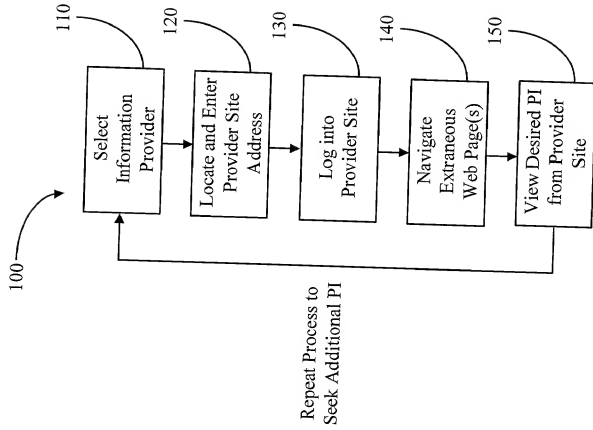 100
110
Select
Information
Provider
120
Locate and Enter
Provider Site
Address
130
Log into
Provider Site
140
Navigate
Extraneous
Web Page(s)
150
View Desired PI
from Provider
Site
Repeat Process to
Seek Additional PI